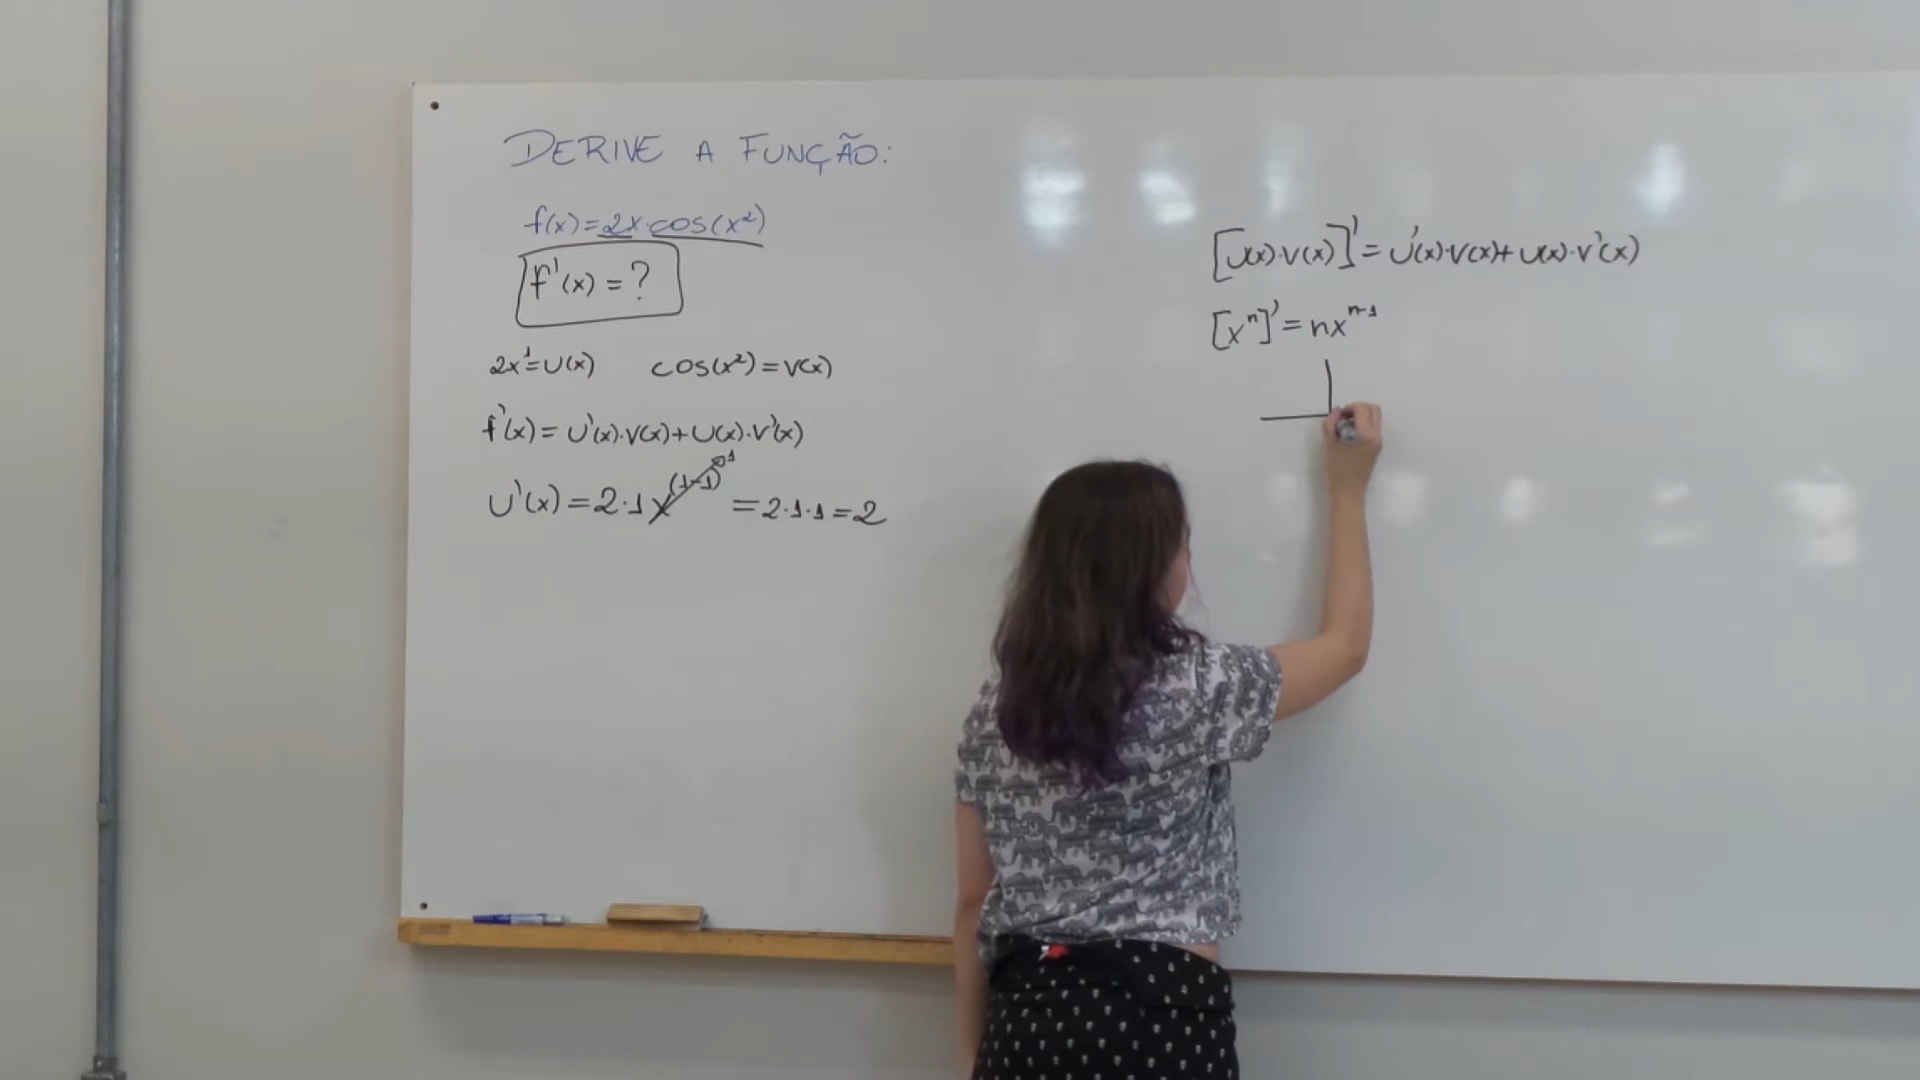 DERIVE A FUNÇÃO:
f(x)=2x·cos(x²)
f'(x) = ?
2x¹=U(x) cos(x²)=V(x)
f'(x)= U'(x)·V(x)+U(x)·V'(x)
U'(x)=2·1x⁽¹⁻¹⁾ ¹ =2·1·1=2
[U(x)·V(x)]'=U'(x)·V(x)+U(x)·V'(x)
[xⁿ]'=nxⁿ⁻¹